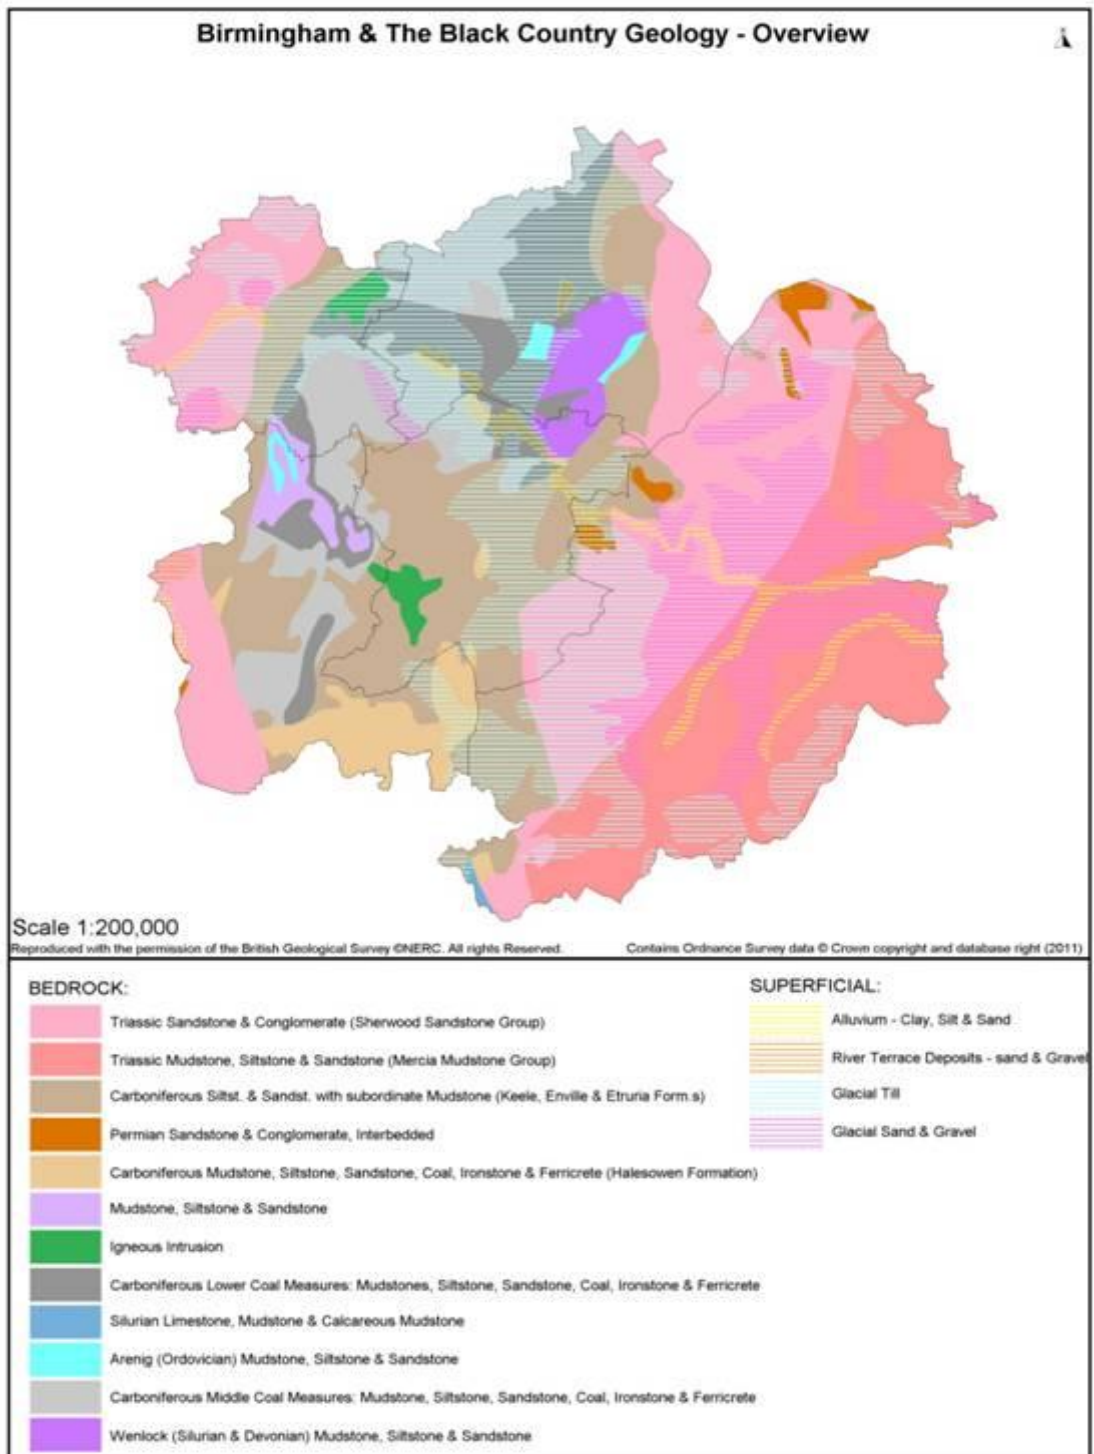 Birmingham & The Black Country Geology - Overview
Scale 1:200,000
Reproduced with the permission of the British Geological Survey ©NERC. All rights Reserved.
Contains Ordnance Survey data © Crown copyright and database right (2011)
BEDROCK:
Triassic Sandstone & Conglomerate (Sherwood Sandstone Group)
Triassic Mudstone, Siltstone & Sandstone (Mercia Mudstone Group)
Carboniferous Siltst. & Sandst. with subordinate Mudstone (Keele, Enville & Etruria Form.s)
Permian Sandstone & Conglomerate, Interbedded
Carboniferous Mudstone, Siltstone, Sandstone, Coal, Ironstone & Ferricrete (Halesowen Formation)
Mudstone, Siltstone & Sandstone
Igneous Intrusion
Carboniferous Lower Coal Measures: Mudstones, Siltstone, Sandstone, Coal, Ironstone & Ferricrete
Silurian Limestone, Mudstone & Calcareous Mudstone
Arenig (Ordovician) Mudstone, Siltstone & Sandstone
Carboniferous Middle Coal Measures: Mudstone, Siltstone, Sandstone, Coal, Ironstone & Ferricrete
Wenlock (Silurian & Devonian) Mudstone, Siltstone & Sandstone
SUPERFICIAL:
Alluvium - Clay, Silt & Sand
River Terrace Deposits - sand & Gravel
Glacial Till
Glacial Sand & Gravel